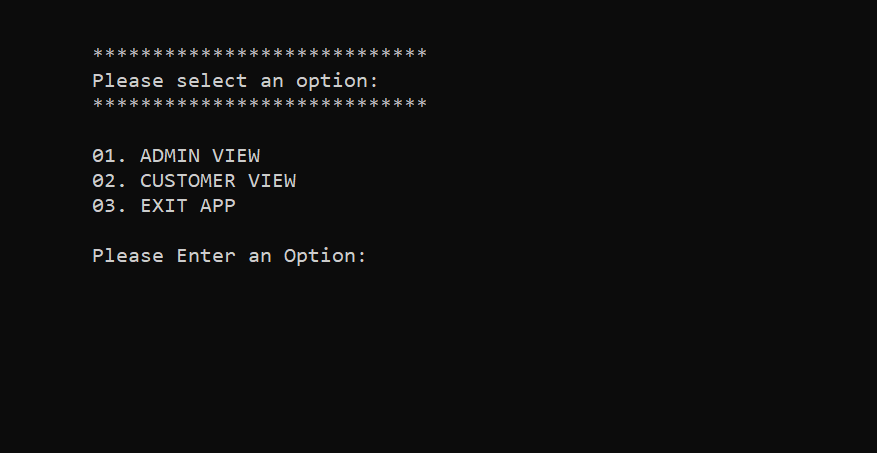 ****************************
Please select an option:
****************************
01. ADMIN VIEW
02. CUSTOMER VIEW
03. EXIT APP
Please Enter an Option: